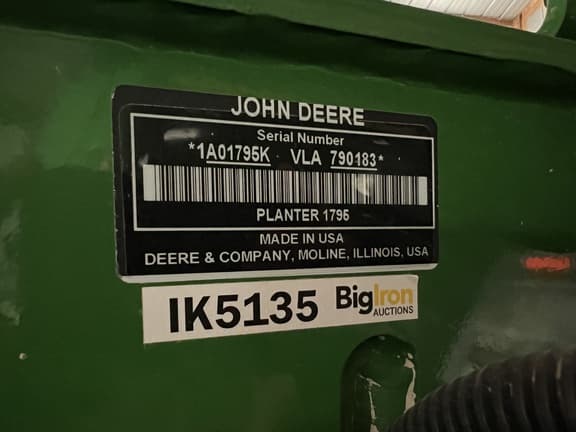 JOHN DEERE
Serial Number
*1A01795K VLA 790183*
PLANTER 1795
MADE IN USA
DEERE & COMPANY, MOLINE, ILLINOIS, USA
IK5135 BigIron
AUCTIONS